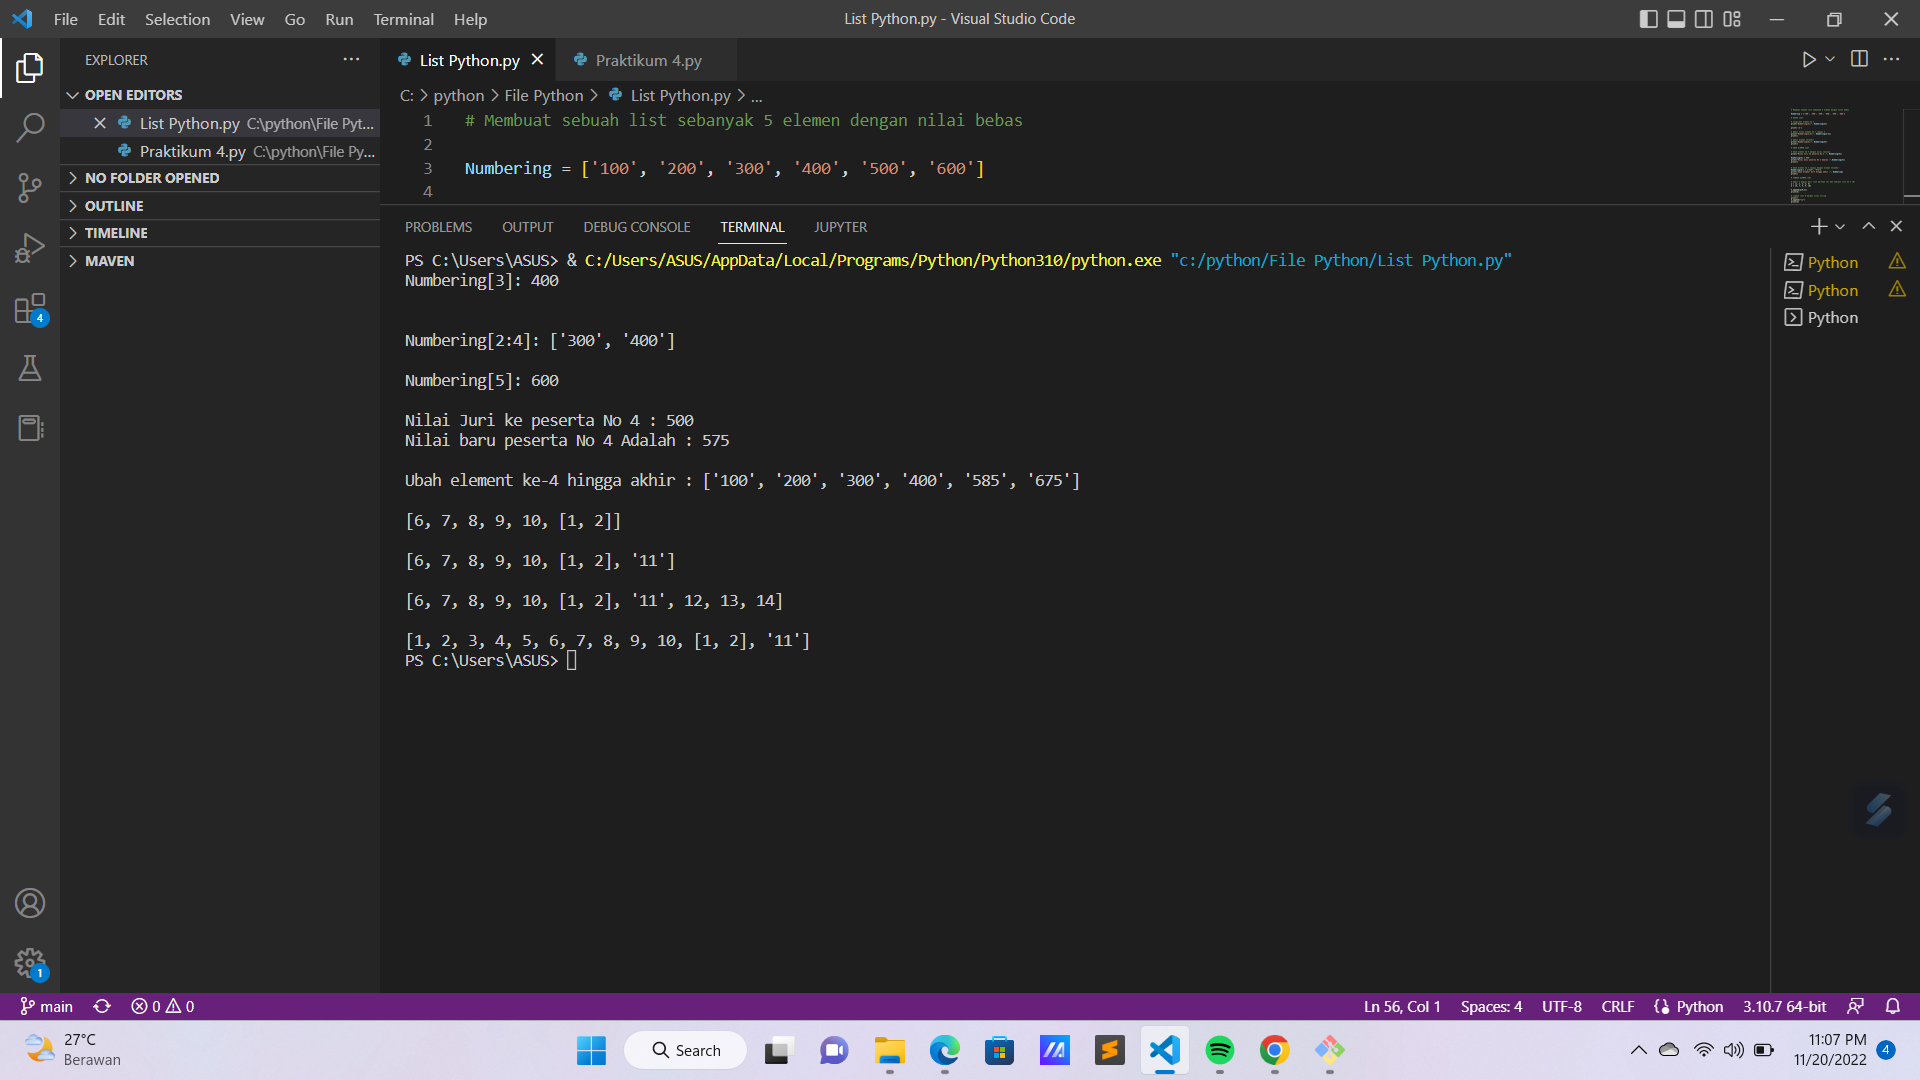 File Edit Selection View Go Run Terminal Help
List Python.py - Visual Studio Code
EXPLORER
OPEN EDITORS
List Python.py C:\python\File Pyt...
Praktikum 4.py C:\python\File Py...
NO FOLDER OPENED
OUTLINE
TIMELINE
MAVEN
4
1
List Python.py
Praktikum 4.py
C: > python > File Python > List Python.py > ...
1 # Membuat sebuah list sebanyak 5 elemen dengan nilai bebas
2
3 Numbering = ['100', '200', '300', '400', '500', '600']
4
PROBLEMS OUTPUT DEBUG CONSOLE TERMINAL JUPYTER
PS C:\Users\ASUS> & C:/Users/ASUS/AppData/Local/Programs/Python/Python310/python.exe "c:/python/File Python/List Python.py"
Numbering[3]: 400
Numbering[2:4]: ['300', '400']
Numbering[5]: 600
Nilai Juri ke peserta No 4 : 500
Nilai baru peserta No 4 Adalah : 575
Ubah element ke-4 hingga akhir : ['100', '200', '300', '400', '585', '675']
[6, 7, 8, 9, 10, [1, 2]]
[6, 7, 8, 9, 10, [1, 2], '11']
[6, 7, 8, 9, 10, [1, 2], '11', 12, 13, 14]
[1, 2, 3, 4, 5, 6, 7, 8, 9, 10, [1, 2], '11']
PS C:\Users\ASUS>
Python
Python
Python
main 0 0
Ln 56, Col 1 Spaces: 4 UTF-8 CRLF Python 3.10.7 64-bit
27°C
Berawan
Search
11:07 PM
11/20/2022
4